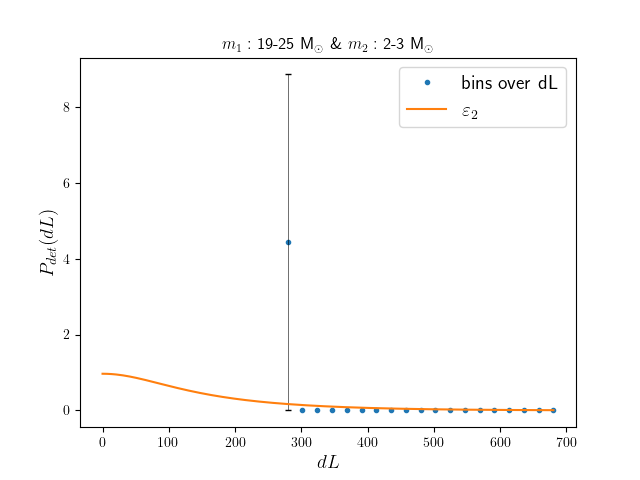 m₁ : 19-25 M☉ & m₂ : 2-3 M☉
bins over dL
ε₂
P_det(dL)
8
6
4
2
0
0 100 200 300 400 500 600 700
dL